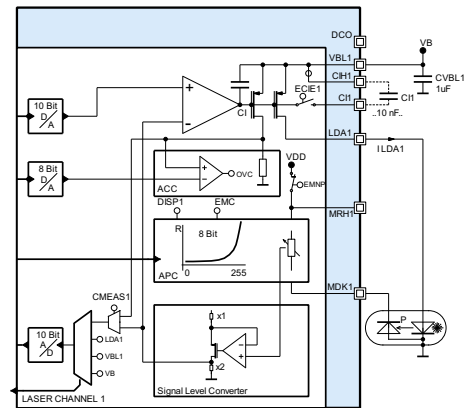 DCO
VBL1
VB
CIH1
CVBL1
1uF
ECIE1
10 Bit
D
A
CI
CI1
CI1
..10 nF..
LDA1
I LDA1
8 Bit
D
A
OVC
VDD
ACC
EMNP
DISP1
EMC
MRH1
R
8 Bit
0
255
APC
MDK1
CMEAS1
P
x1
10 Bit
A
D
LDA1
VBL1
x2
VB
LASER CHANNEL 1
Signal Level Converter